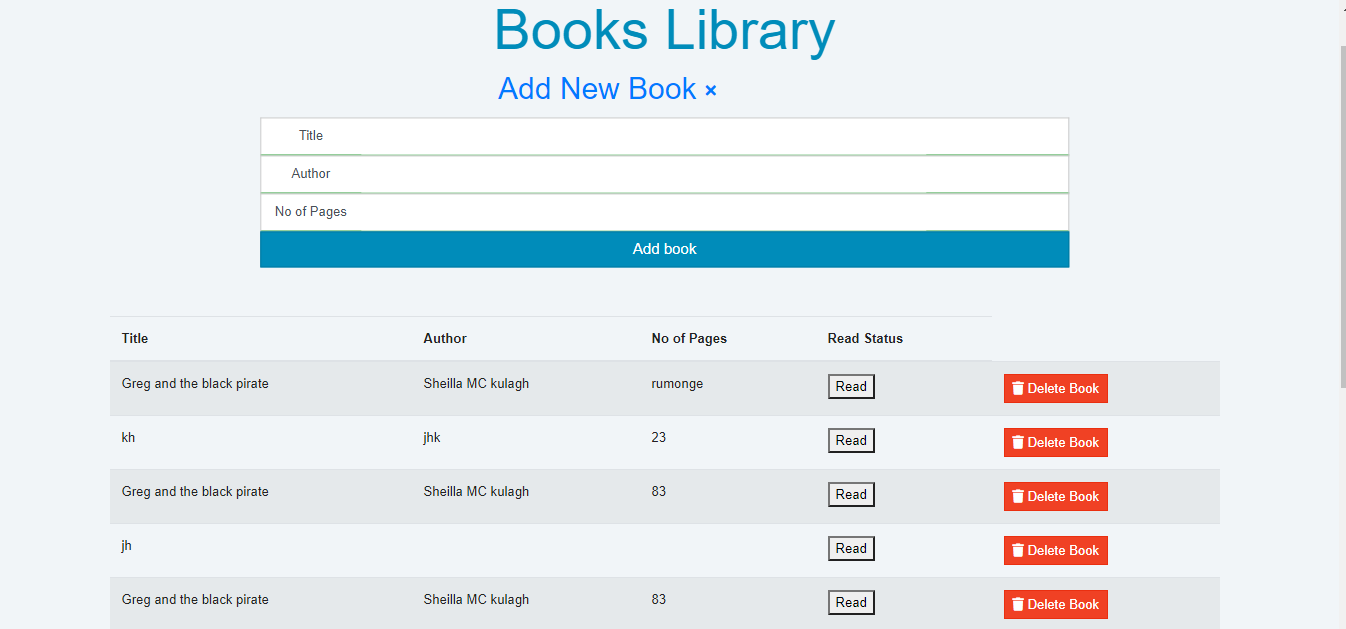 Books Library
Add New Book ×
Title
Author
No of Pages
Add book
Title Author No of Pages Read Status
Greg and the black pirate Sheilla MC kulagh rumonge Read Delete Book
kh jhk 23 Read Delete Book
Greg and the black pirate Sheilla MC kulagh 83 Read Delete Book
jh Read Delete Book
Greg and the black pirate Sheilla MC kulagh 83 Read Delete Book